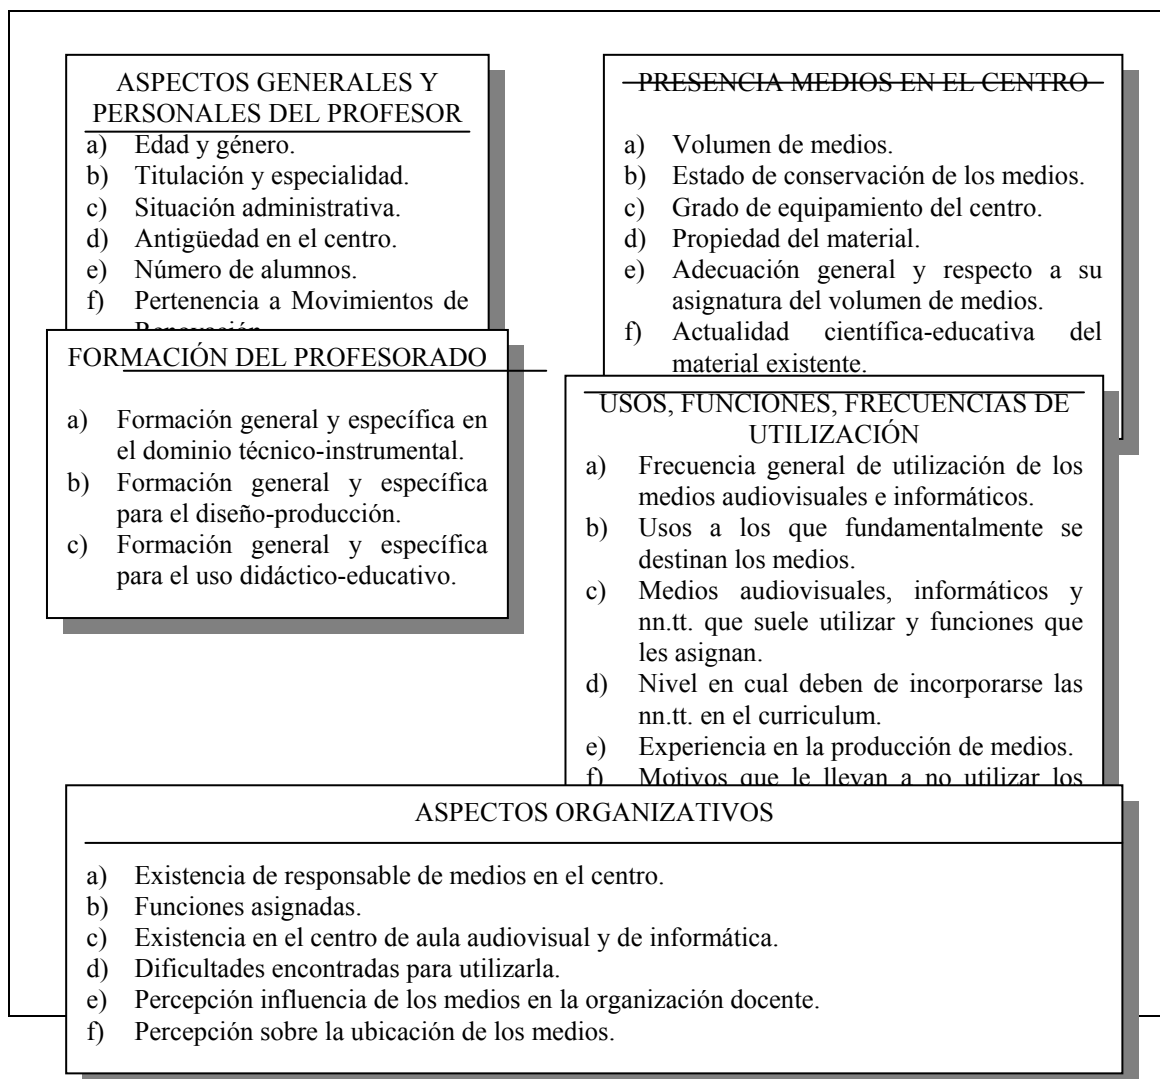 ASPECTOS GENERALES Y
PERSONALES DEL PROFESOR
a) Edad y género.
b) Titulación y especialidad.
c) Situación administrativa.
d) Antigüedad en el centro.
e) Número de alumnos.
f) Pertenencia a Movimientos de
Renovación
PRESENCIA MEDIOS EN EL CENTRO
a) Volumen de medios.
b) Estado de conservación de los medios.
c) Grado de equipamiento del centro.
d) Propiedad del material.
e) Adecuación general y respecto a su
asignatura del volumen de medios.
f) Actualidad científica-educativa del
material existente.
FORMACIÓN DEL PROFESORADO
a) Formación general y específica en
el dominio técnico-instrumental.
b) Formación general y específica
para el diseño-producción.
c) Formación general y específica
para el uso didáctico-educativo.
USOS, FUNCIONES, FRECUENCIAS DE
UTILIZACIÓN
a) Frecuencia general de utilización de los
medios audiovisuales e informáticos.
b) Usos a los que fundamentalmente se
destinan los medios.
c) Medios audiovisuales, informáticos y
nn.tt. que suele utilizar y funciones que
les asignan.
d) Nivel en cual deben de incorporarse las
nn.tt. en el curriculum.
e) Experiencia en la producción de medios.
f) Motivos que le llevan a no utilizar los
ASPECTOS ORGANIZATIVOS
a) Existencia de responsable de medios en el centro.
b) Funciones asignadas.
c) Existencia en el centro de aula audiovisual y de informática.
d) Dificultades encontradas para utilizarla.
e) Percepción influencia de los medios en la organización docente.
f) Percepción sobre la ubicación de los medios.